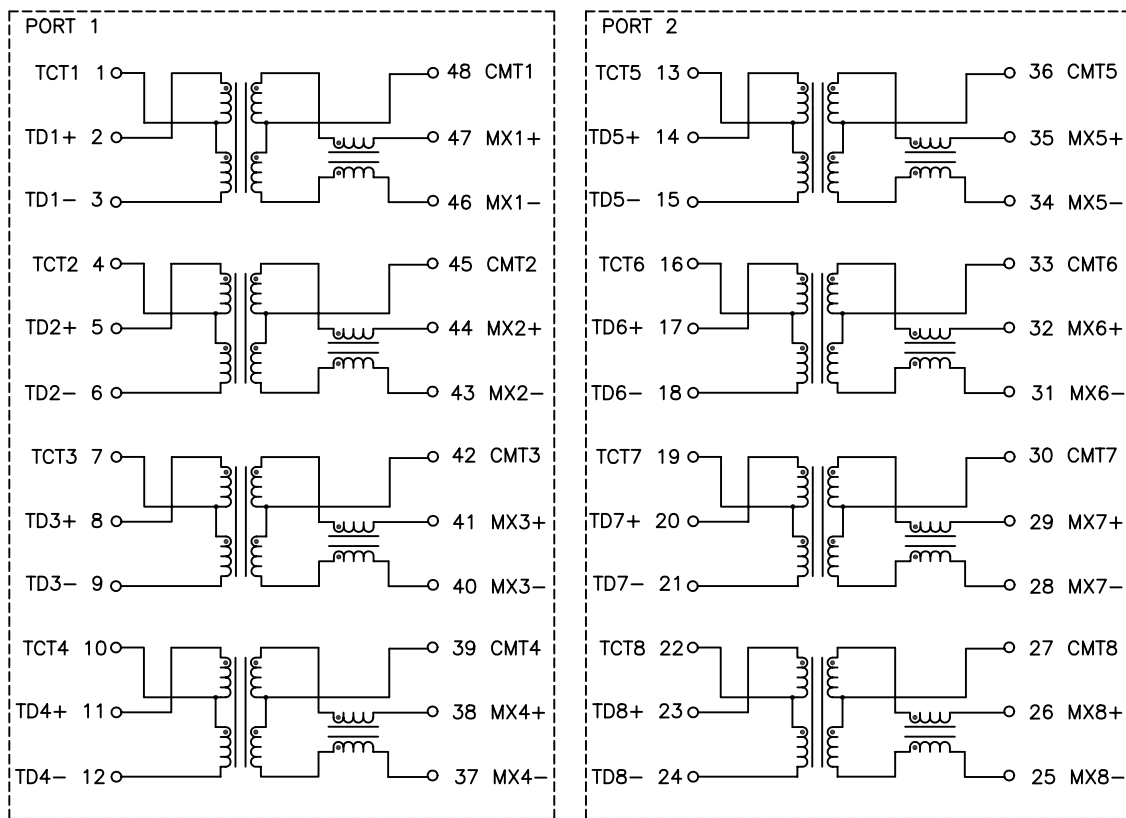 PORT 1
TCT1 1 48 CMT1
TD1+ 2 47 MX1+
TD1- 3 46 MX1-
TCT2 4 45 CMT2
TD2+ 5 44 MX2+
TD2- 6 43 MX2-
TCT3 7 42 CMT3
TD3+ 8 41 MX3+
TD3- 9 40 MX3-
TCT4 10 39 CMT4
TD4+ 11 38 MX4+
TD4- 12 37 MX4-
PORT 2
TCT5 13 36 CMT5
TD5+ 14 35 MX5+
TD5- 15 34 MX5-
TCT6 16 33 CMT6
TD6+ 17 32 MX6+
TD6- 18 31 MX6-
TCT7 19 30 CMT7
TD7+ 20 29 MX7+
TD7- 21 28 MX7-
TCT8 22 27 CMT8
TD8+ 23 26 MX8+
TD8- 24 25 MX8-